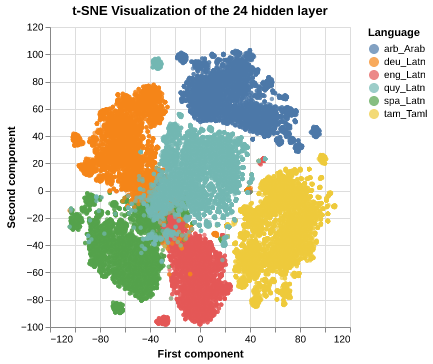 t-SNE Visualization of the 24 hidden layer
Language
arb_Arab
deu_Latn
eng_Latn
quy_Latn
spa_Latn
tam_Taml
Second component
120
100
80
60
40
20
0
−20
−40
−60
−80
−100
−120 −80 −40 0 40 80 120
First component